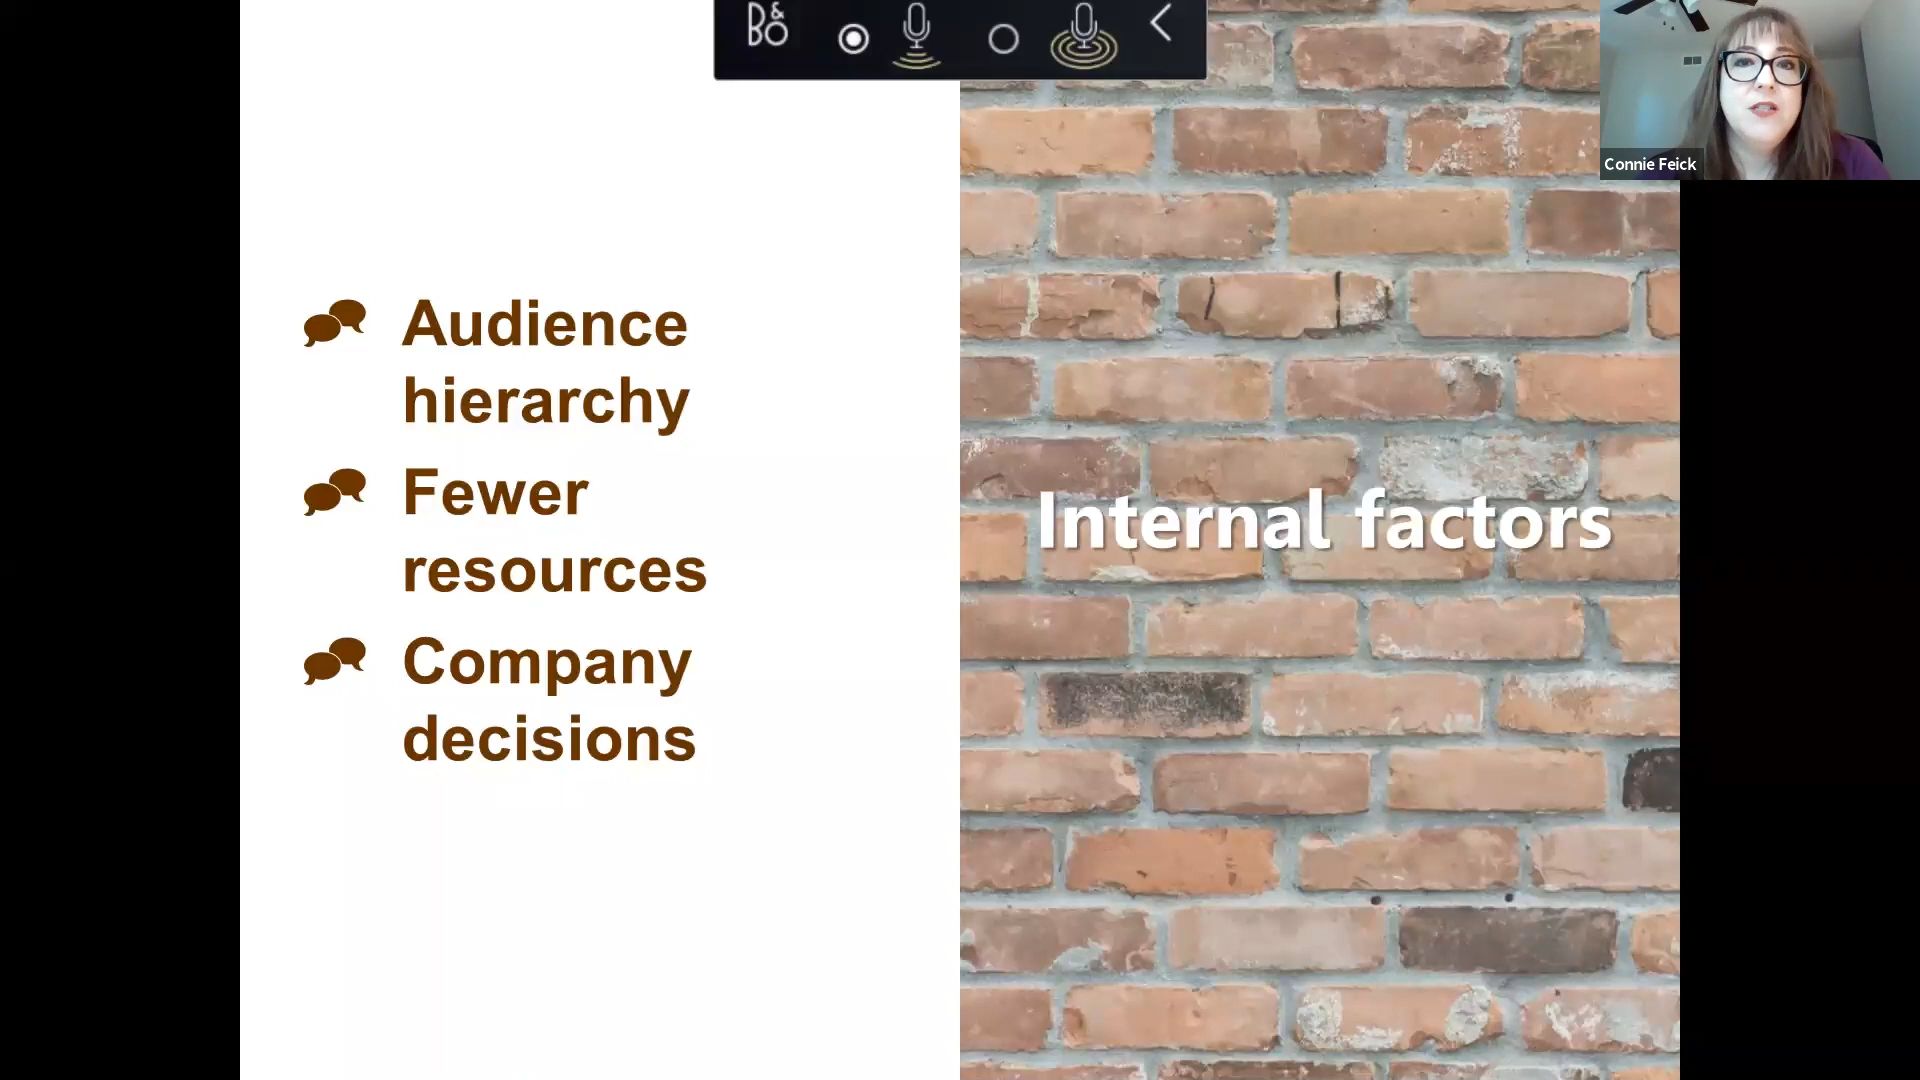 B&O
Connie Feick
Audience
hierarchy
Fewer
resources
Company
decisions
Internal factors